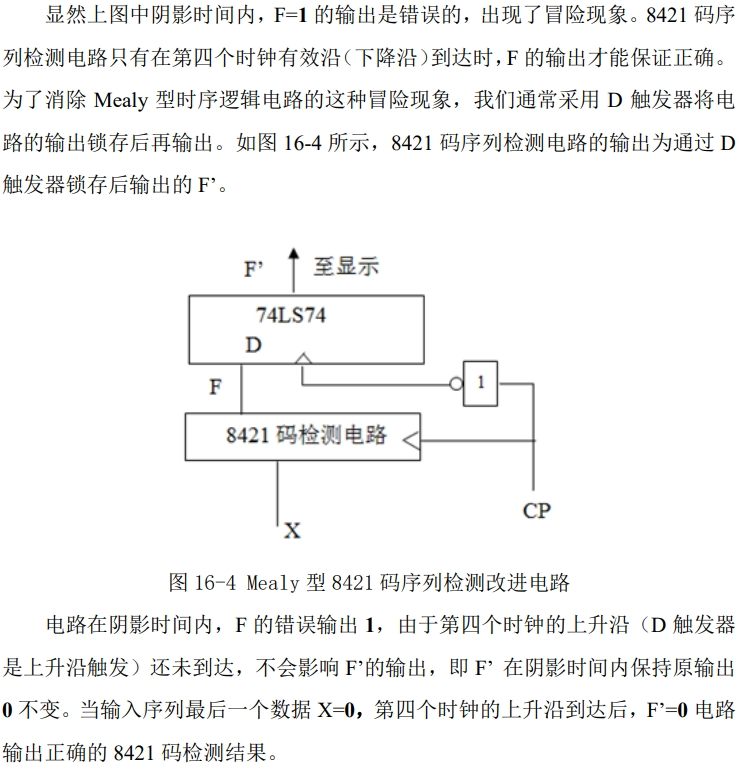 显然上图中阴影时间内，F=1 的输出是错误的，出现了冒险现象。8421 码序
列检测电路只有在第四个时钟有效沿（下降沿）到达时，F 的输出才能保证正确。
为了消除 Mealy 型时序逻辑电路的这种冒险现象，我们通常采用 D 触发器将电
路的输出锁存后再输出。如图 16-4 所示，8421 码序列检测电路的输出为通过 D
触发器锁存后输出的 F’。
F’ 至显示
74LS74
D
F
1
8421 码检测电路
CP
X
图 16-4 Mealy 型 8421 码序列检测改进电路
电路在阴影时间内，F 的错误输出 1，由于第四个时钟的上升沿（D 触发器
是上升沿触发）还未到达，不会影响 F’的输出，即 F’ 在阴影时间内保持原输出
0 不变。当输入序列最后一个数据 X=0，第四个时钟的上升沿到达后，F’=0 电路
输出正确的 8421 码检测结果。